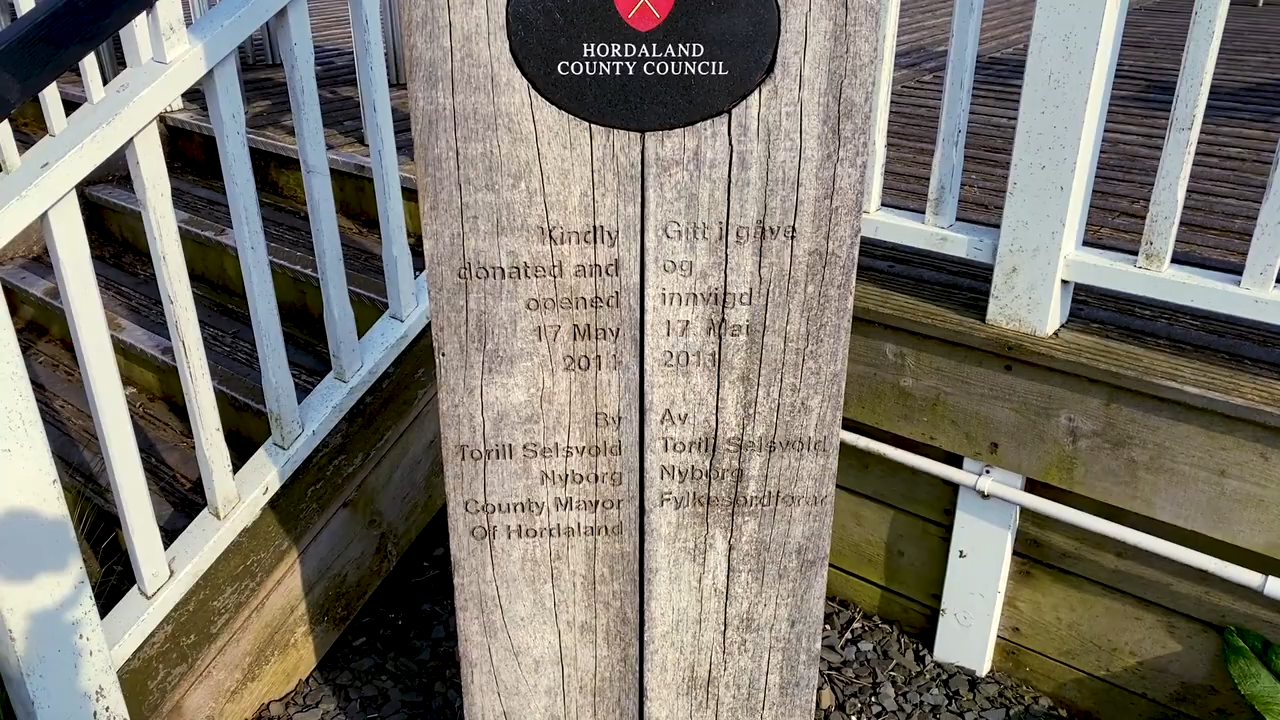 HORDALAND
COUNTY COUNCIL
Kindly
donated and
opened
17 May
2011
By
Torill Selsvold
Nyborg
County Mayor
Of Hordaland
Gitt i gåve
og
innvigd
17. Mai
2011
Av
Torill Selsvold
Nyborg
Fylkesordførar